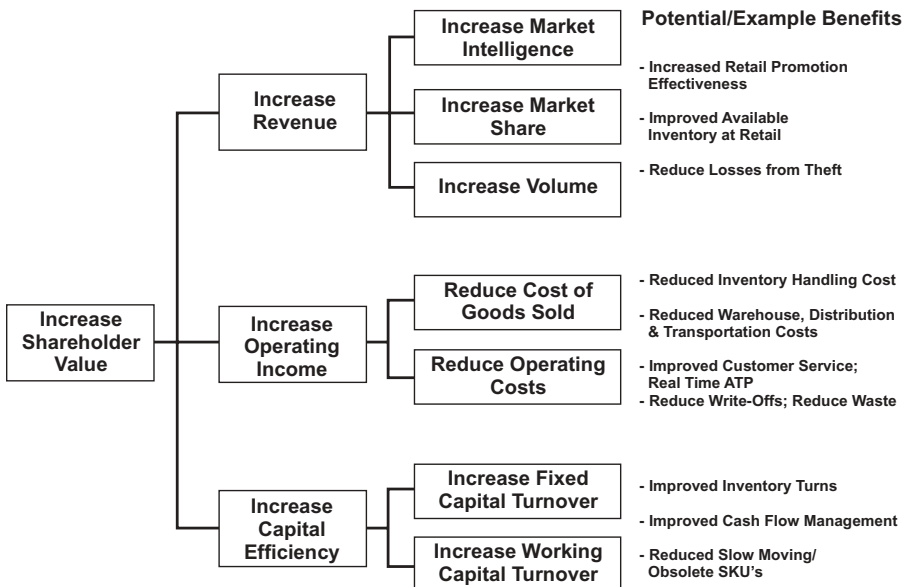 Potential/Example Benefits
Increase Market
Intelligence
Increase Market
Share
Increase Volume
Increase
Revenue
- Increased Retail Promotion
Effectiveness
- Improved Available
Inventory at Retail
- Reduce Losses from Theft
Increase
Shareholder
Value
Increase
Operating
Income
Reduce Cost of
Goods Sold
Reduce Operating
Costs
- Reduced Inventory Handling Cost
- Reduced Warehouse, Distribution
& Transportation Costs
- Improved Customer Service;
Real Time ATP
- Reduce Write-Offs; Reduce Waste
Increase
Capital
Efficiency
Increase Fixed
Capital Turnover
Increase Working
Capital Turnover
- Improved Inventory Turns
- Improved Cash Flow Management
- Reduced Slow Moving/
Obsolete SKU's